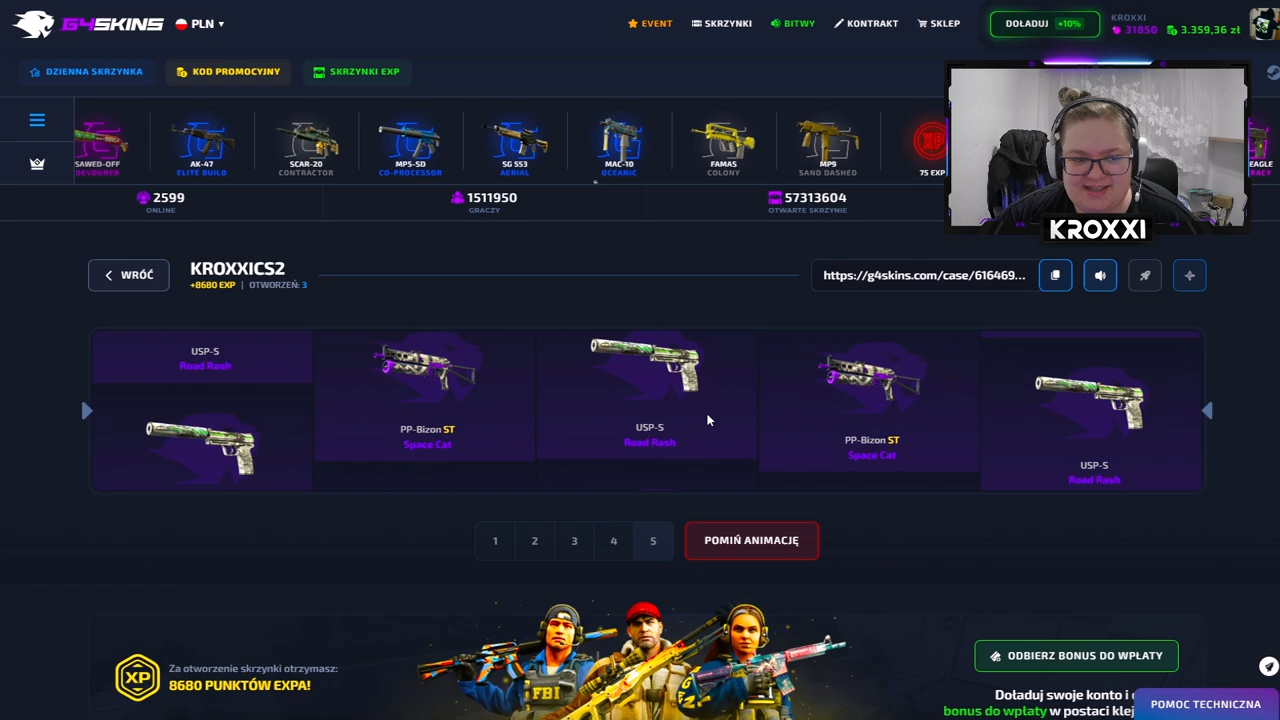 G4SKINS
PLN
EVENT
SKRZYNKI
BITWY
KONTRAKT
SKLEP
DOŁADUJ +10%
KROXXI
31850
3.359,36 zł
DZIENNA SKRZYNKA
KOD PROMOCYJNY
SKRZYNKI EXP
SAWED-OFF
DEVOURER
AK-47
ELITE BUILD
SCAR-20
CONTRACTOR
MP5-SD
CO-PROCESSOR
SG 553
AERIAL
MAC-10
OCEANIC
FAMAS
COLONY
MP9
SAND DASHED
XP
75 EXP
EAGLE
2599
ONLINE
1511950
GRACZY
57313604
OTWARTE SKRZYNIE
KROXXI
WRÓĆ
KROXXICS2
+8680 EXP | OTWORZEŃ: 3
https://g4skins.com/case/616469...
USP-S
Road Rash
PP-Bizon ST
Space Cat
USP-S
Road Rash
PP-Bizon ST
Space Cat
USP-S
Road Rash
1
2
3
4
5
POMIŃ ANIMACJĘ
XP
Za otworzenie skrzynki otrzymasz:
8680 PUNKTÓW EXPA!
FBI
ODBIERZ BONUS DO WPŁATY
Doładuj swoje konto i
bonus do wpłaty w postaci
POMOC TECHNICZNA